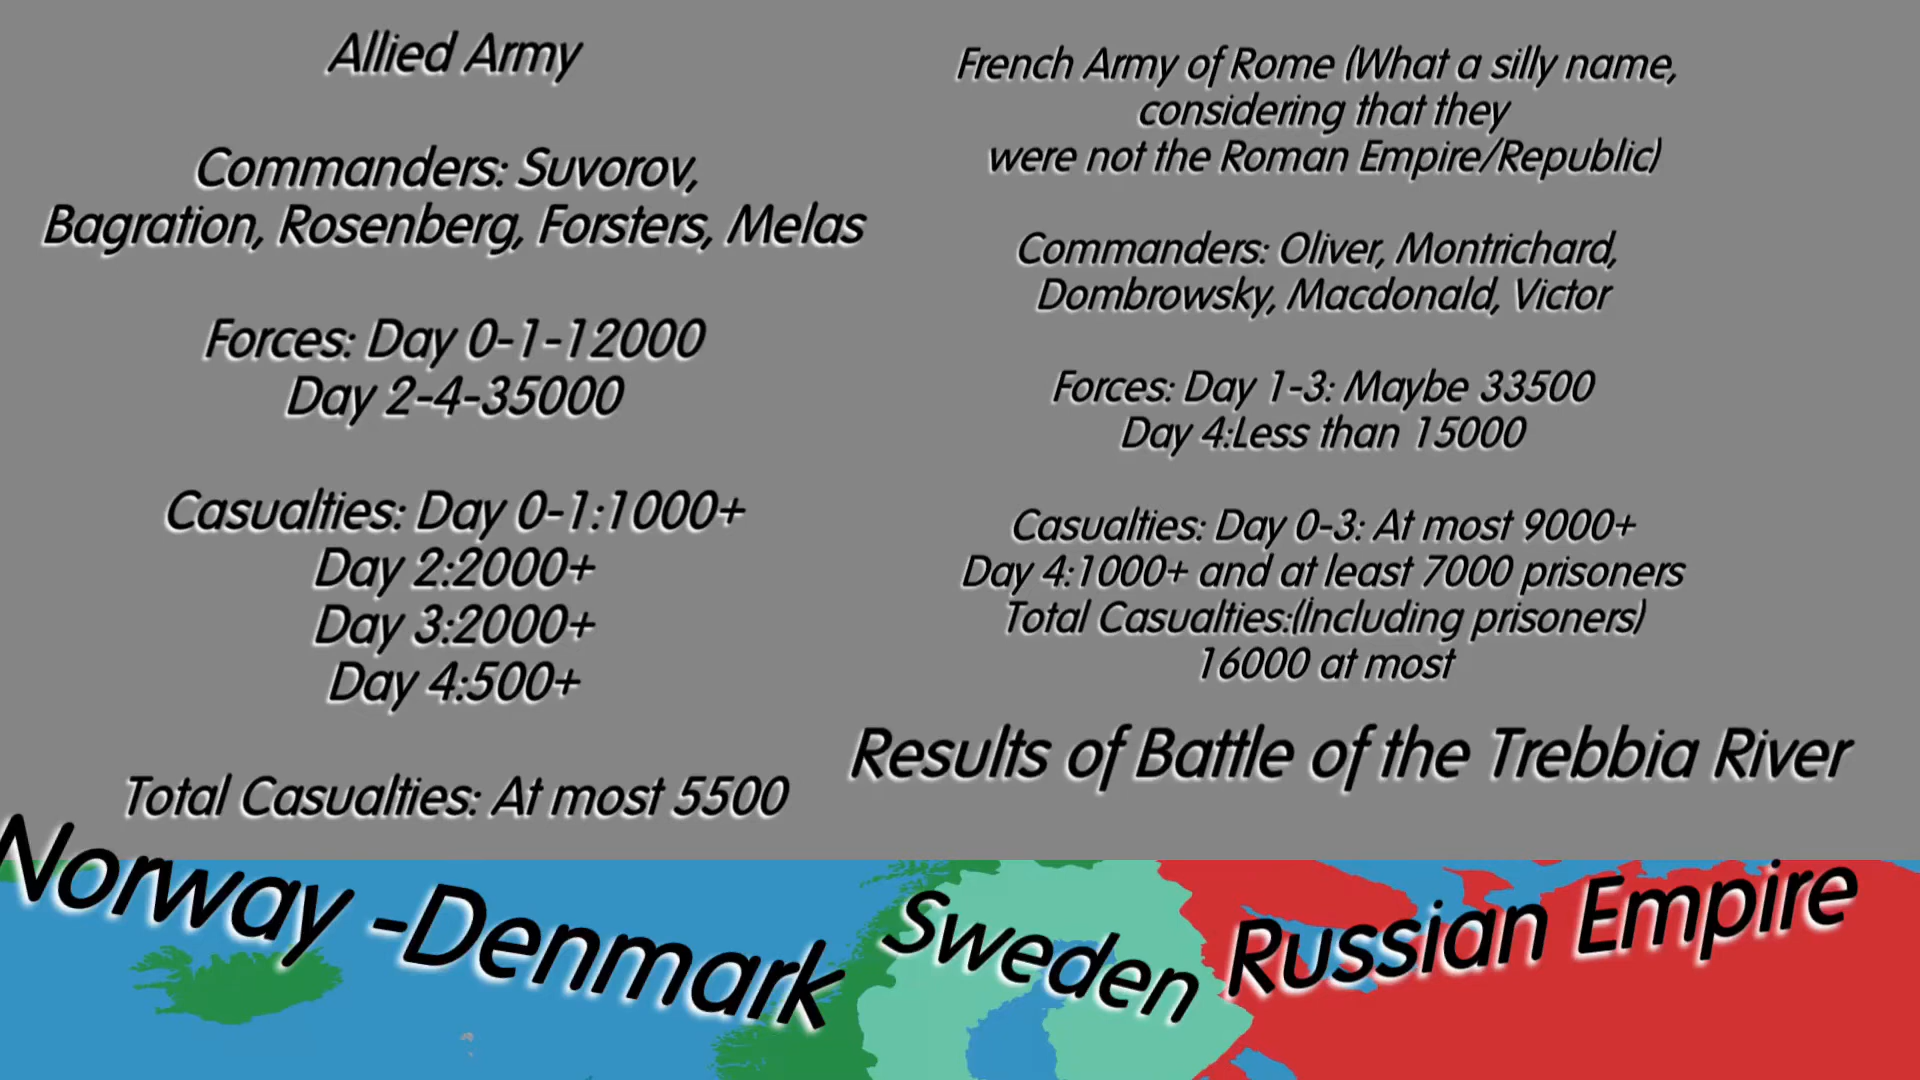 Allied Army
Commanders: Suvorov,
Bagration, Rosenberg, Forsters, Melas
Forces: Day 0-1-12000
Day 2-4-35000
Casualties: Day 0-1:1000+
Day 2:2000+
Day 3:2000+
Day 4:500+
Total Casualties: At most 5500
French Army of Rome (What a silly name,
considering that they
were not the Roman Empire/Republic)
Commanders: Oliver, Montrichard,
Dombrowsky, Macdonald, Victor
Forces: Day 1-3: Maybe 33500
Day 4:Less than 15000
Casualties: Day 0-3: At most 9000+
Day 4:1000+ and at least 7000 prisoners
Total Casualties:(Including prisoners)
16000 at most
Results of Battle of the Trebbia River
Norway -Denmark
Sweden
Russian Empire